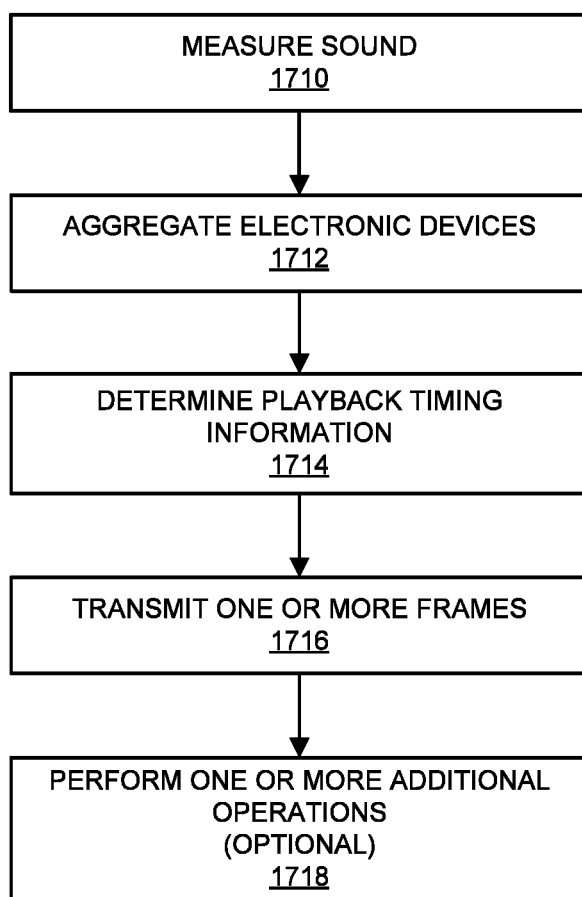 MEASURE SOUND
1710
AGGREGATE ELECTRONIC DEVICES
1712
DETERMINE PLAYBACK TIMING
INFORMATION
1714
TRANSMIT ONE OR MORE FRAMES
1716
PERFORM ONE OR MORE ADDITIONAL
OPERATIONS
(OPTIONAL)
1718